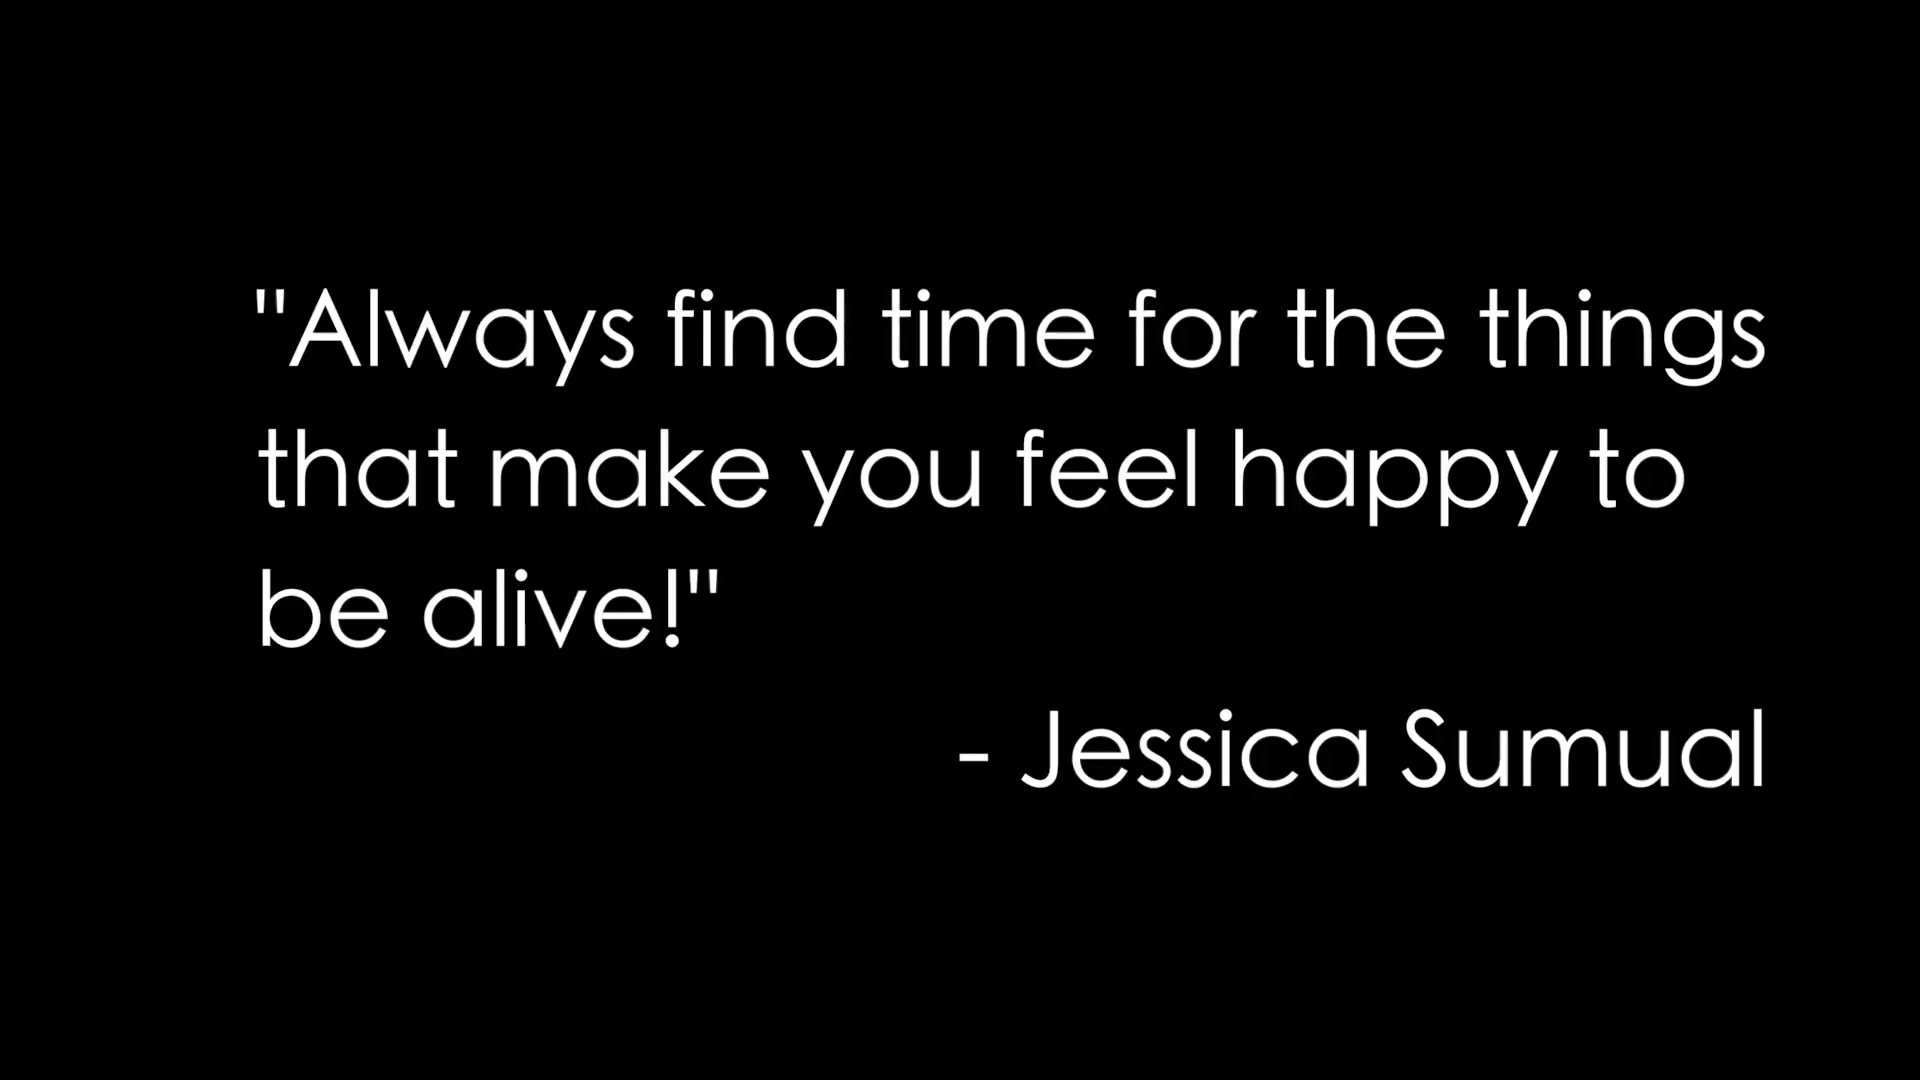 "Always find time for the things
that make you feel happy to
be alive!"
- Jessica Sumual